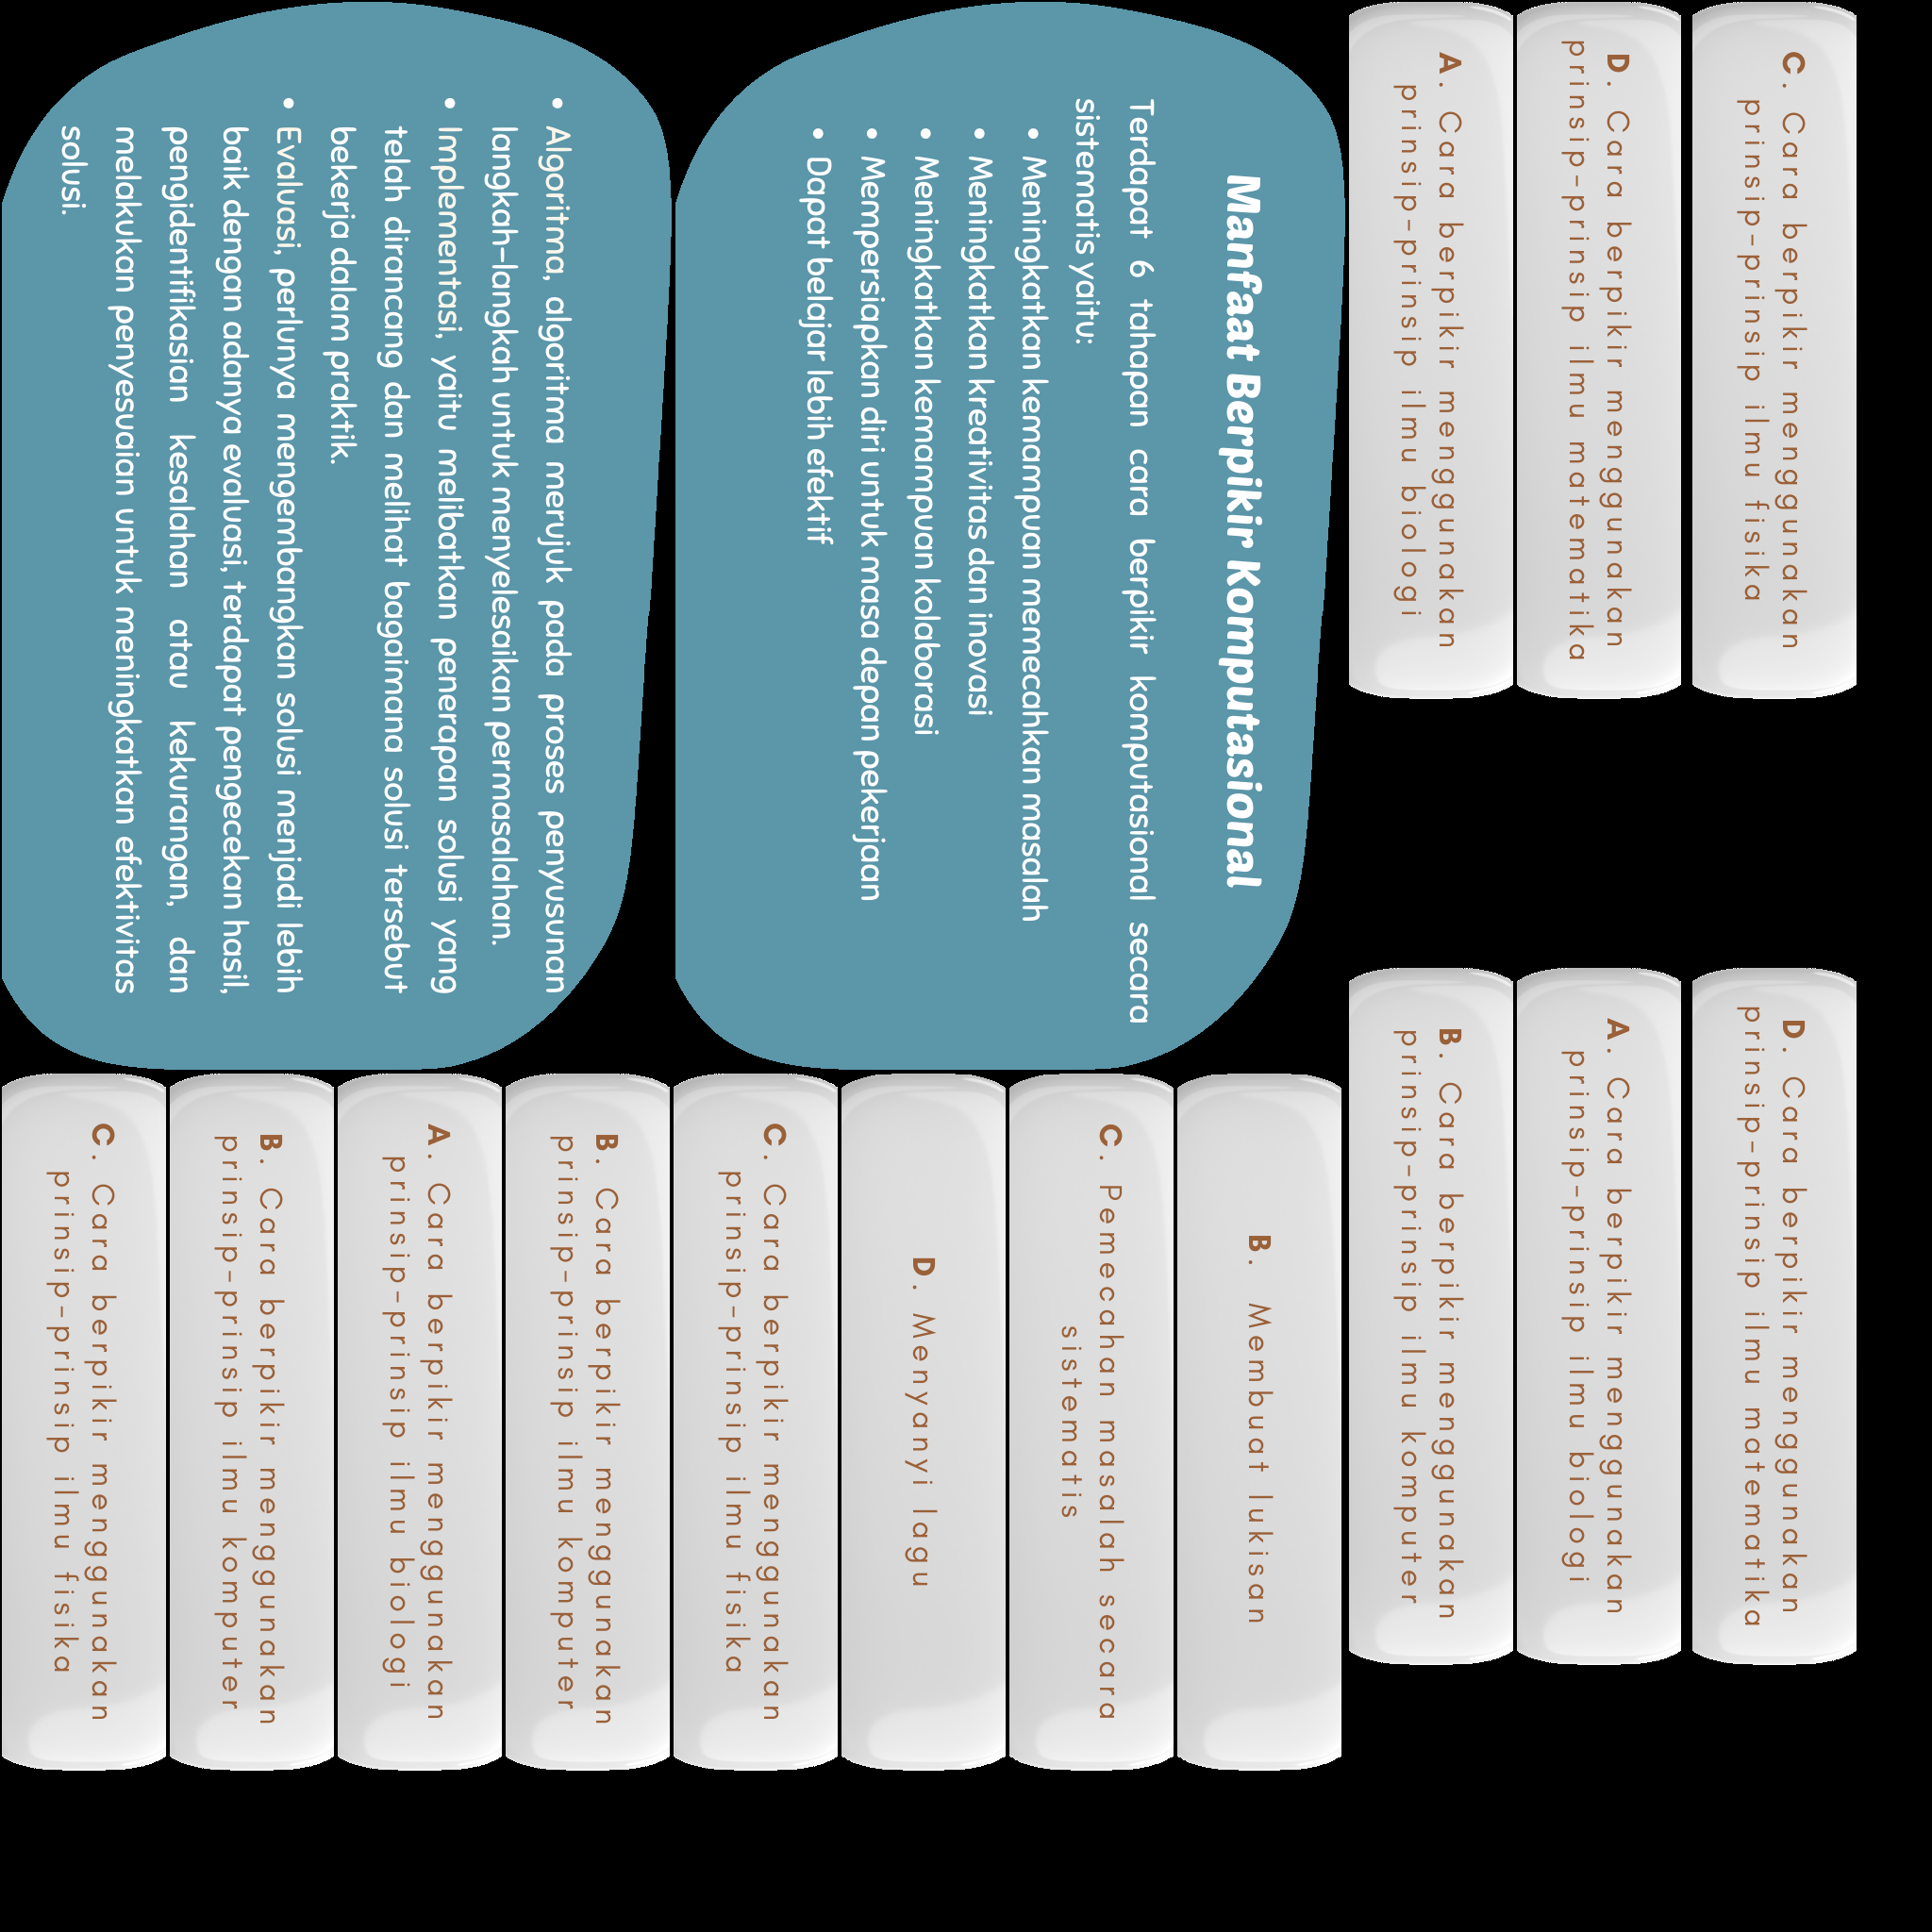 • Algoritma, algoritma merujuk pada proses penyusunan
langkah-langkah untuk menyelesaikan permasalahan.
• Implementasi, yaitu melibatkan penerapan solusi yang
telah dirancang dan melihat bagaimana solusi tersebut
bekerja dalam praktik.
• Evaluasi, perlunya mengembangkan solusi menjadi lebih
baik dengan adanya evaluasi, terdapat pengecekan hasil,
pengidentifikasian kesalahan atau kekurangan, dan
melakukan penyesuaian untuk meningkatkan efektivitas
solusi.
Manfaat Berpikir Komputasional
Terdapat 6 tahapan cara berpikir komputasional secara
sistematis yaitu:
• Meningkatkan kemampuan memecahkan masalah
• Meningkatkan kreativitas dan inovasi
• Meningkatkan kemampuan kolaborasi
• Mempersiapkan diri untuk masa depan pekerjaan
• Dapat belajar lebih efektif
A. Cara berpikir menggunakan
prinsip-prinsip ilmu biologi
D. Cara berpikir menggunakan
prinsip-prinsip ilmu matematika
C. Cara berpikir menggunakan
prinsip-prinsip ilmu fisika
B. Cara berpikir menggunakan
prinsip-prinsip ilmu komputer
A. Cara berpikir menggunakan
prinsip-prinsip ilmu biologi
D. Cara berpikir menggunakan
prinsip-prinsip ilmu matematika
C. Cara berpikir menggunakan
prinsip-prinsip ilmu fisika
B. Cara berpikir menggunakan
prinsip-prinsip ilmu komputer
A. Cara berpikir menggunakan
prinsip-prinsip ilmu biologi
B. Cara berpikir menggunakan
prinsip-prinsip ilmu komputer
C. Cara berpikir menggunakan
prinsip-prinsip ilmu fisika
D. Menyanyi lagu
C. Pemecahan masalah secara
sistematis
B. Membuat lukisan